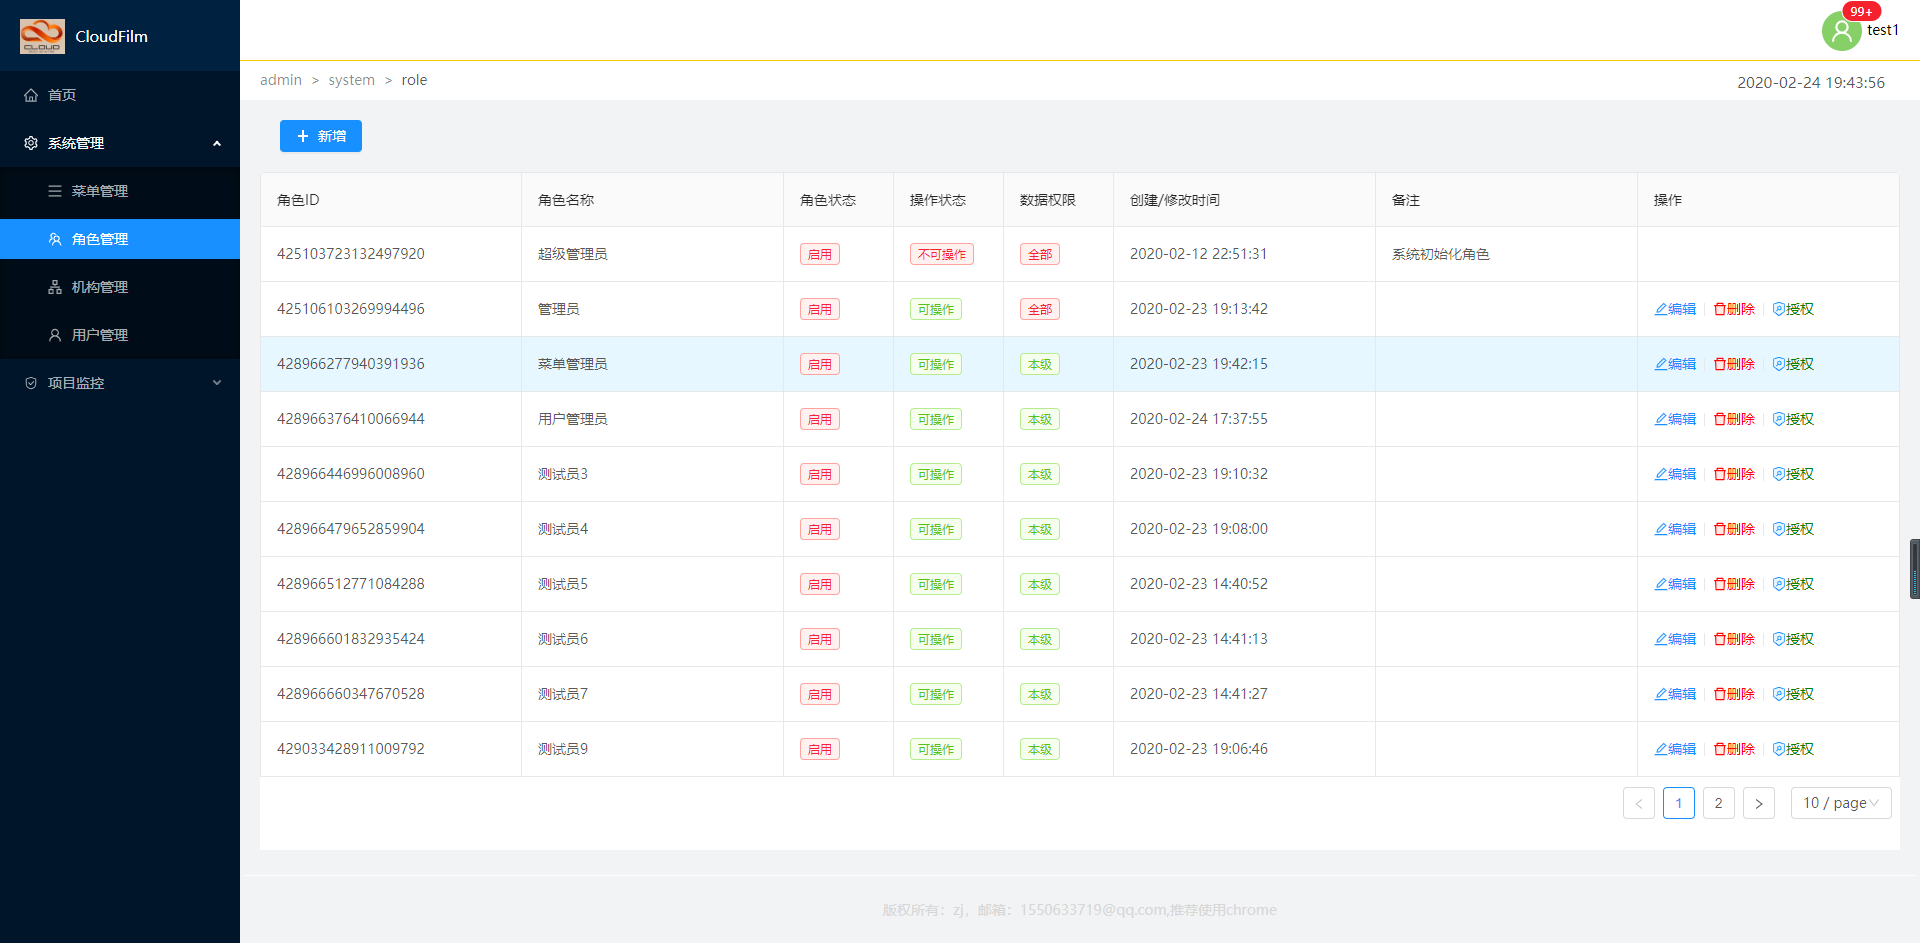 CLOUD
CloudFilm
99+
test1
首页
系统管理
菜单管理
角色管理
机构管理
用户管理
项目监控
admin > system > role
2020-02-24 19:43:56
新增
角色ID 角色名称 角色状态 操作状态 数据权限 创建/修改时间 备注 操作
425103723132497920 超级管理员 启用 不可操作 全部 2020-02-12 22:51:31 系统初始化角色
425106103269994496 管理员 启用 可操作 全部 2020-02-23 19:13:42 编辑 删除 授权
428966277940391936 菜单管理员 启用 可操作 本级 2020-02-23 19:42:15 编辑 删除 授权
428966376410066944 用户管理员 启用 可操作 本级 2020-02-24 17:37:55 编辑 删除 授权
428966446996008960 测试员3 启用 可操作 本级 2020-02-23 19:10:32 编辑 删除 授权
428966479652859904 测试员4 启用 可操作 本级 2020-02-23 19:08:00 编辑 删除 授权
428966512771084288 测试员5 启用 可操作 本级 2020-02-23 14:40:52 编辑 删除 授权
428966601832935424 测试员6 启用 可操作 本级 2020-02-23 14:41:13 编辑 删除 授权
428966660347670528 测试员7 启用 可操作 本级 2020-02-23 14:41:27 编辑 删除 授权
429033428911009792 测试员9 启用 可操作 本级 2020-02-23 19:06:46 编辑 删除 授权
< 1 2 > 10 / page
版权所有：zj，邮箱：1550633719@qq.com,推荐使用chrome